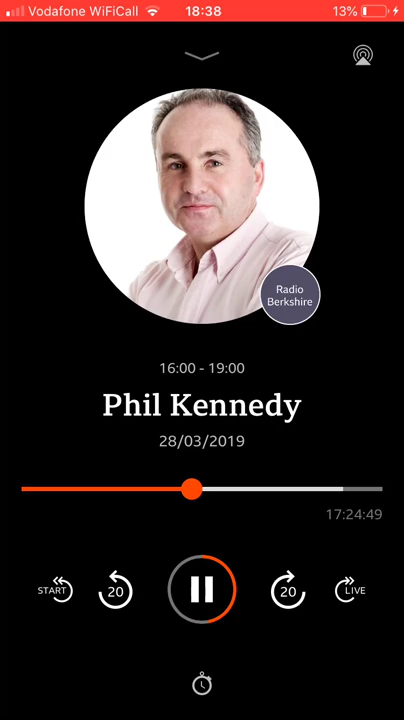 Vodafone WiFiCall 18:38 13%
Radio
Berkshire
16:00 - 19:00
Phil Kennedy
28/03/2019
17:24:49
START 20 20 LIVE